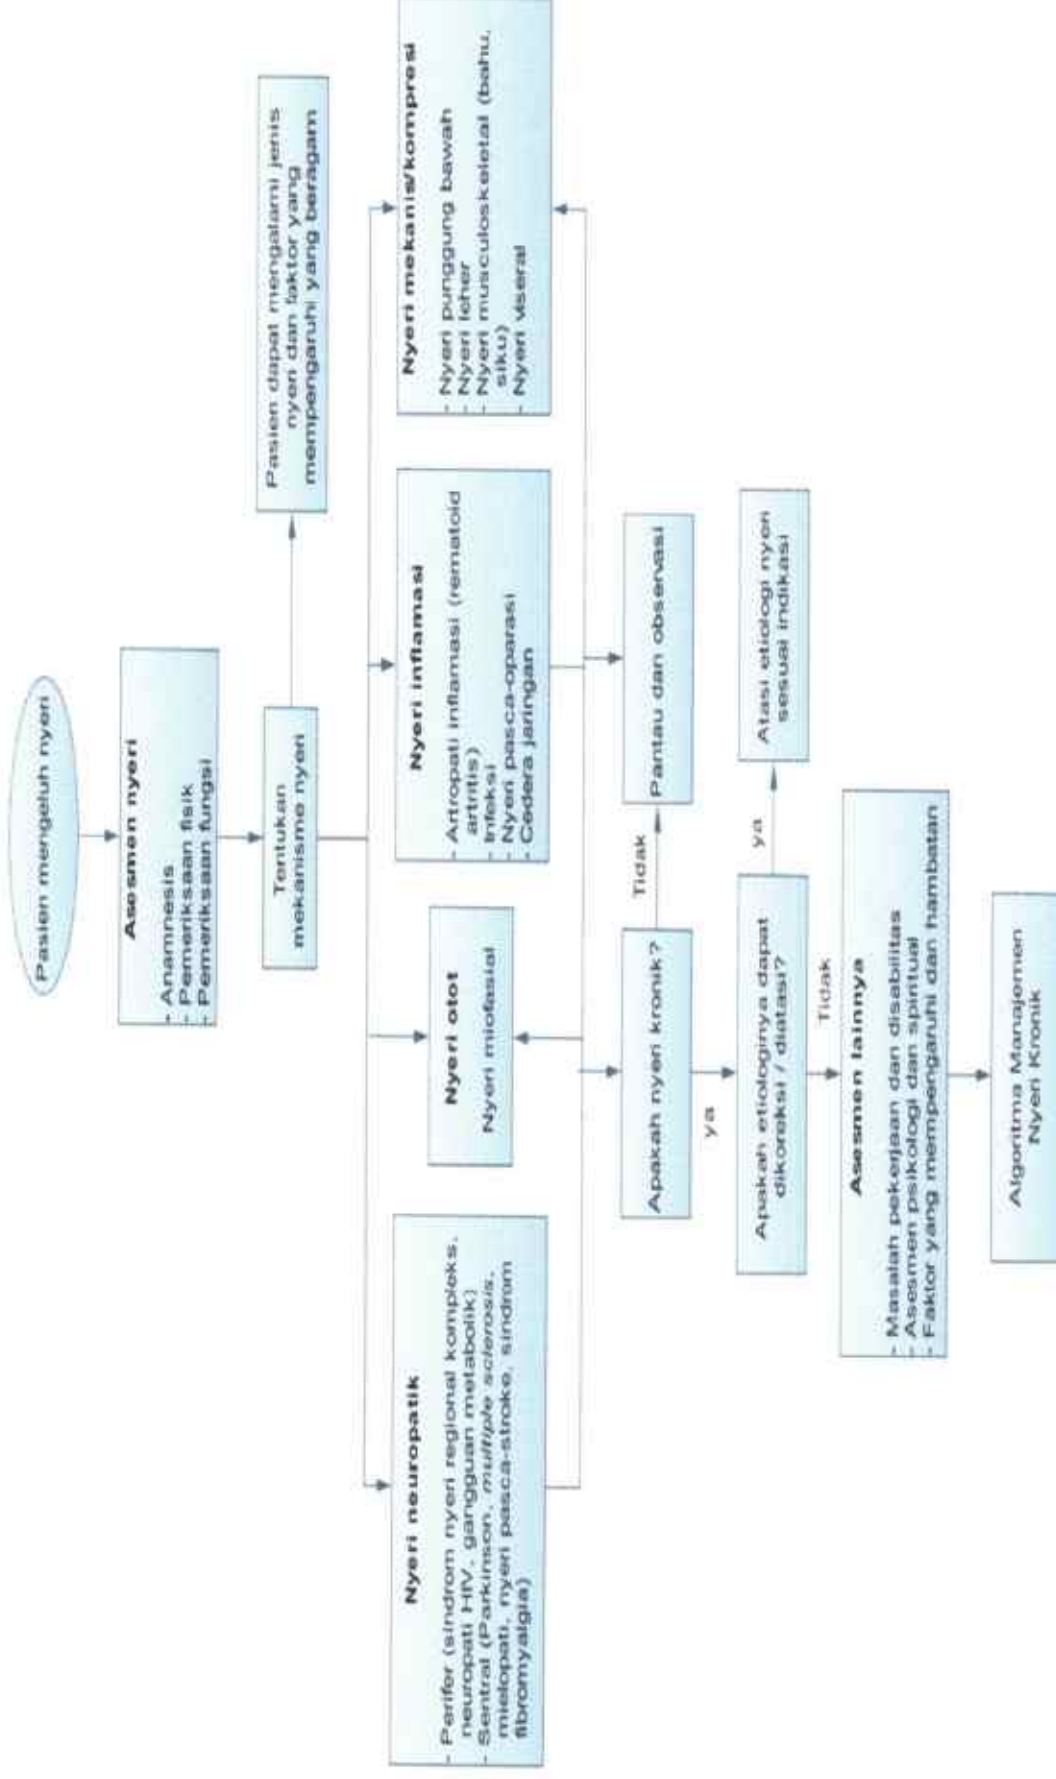 Pasien mengeluh nyeri
Asesmen nyeri
- Anamnesis
- Pemeriksaan fisik
- Pemeriksaan fungsi
Tentukan
mekanisme nyeri
Pasien dapat mengalami jenis
nyeri dan faktor yang
mempengaruhi yang beragam
Nyeri neuropatik
- Perifer (sindrom nyeri regional kompleks,
neuropati HIV, gangguan metabolik)
- Sentral (Parkinson, multiple sclerosis,
mielopati, nyeri pasca-stroke, sindrom
fibromyalgia)
Nyeri otot
Nyeri miofasial
Nyeri inflamasi
- Artropati inflamasi (rematoid
artritis)
- Infeksi
- Nyeri pasca-oparasi
- Cedera jaringan
Nyeri mekanis/kompresi
- Nyeri punggung bawah
- Nyeri leher
- Nyeri musculoskeletal (bahu,
siku)
- Nyeri viseral
Apakah nyeri kronik?
Tidak
Pantau dan observasi
ya
Apakah etiologinya dapat
dikoreksi / diatasi?
ya
Atasi etiologi nyeri
sesuai indikasi
Tidak
Asesmen lainnya
- Masalah pekerjaan dan disabilitas
- Asesmen psikologi dan spiritual
- Faktor yang mempengaruhi dan hambatan
Algoritma Manajemen
Nyeri Kronik